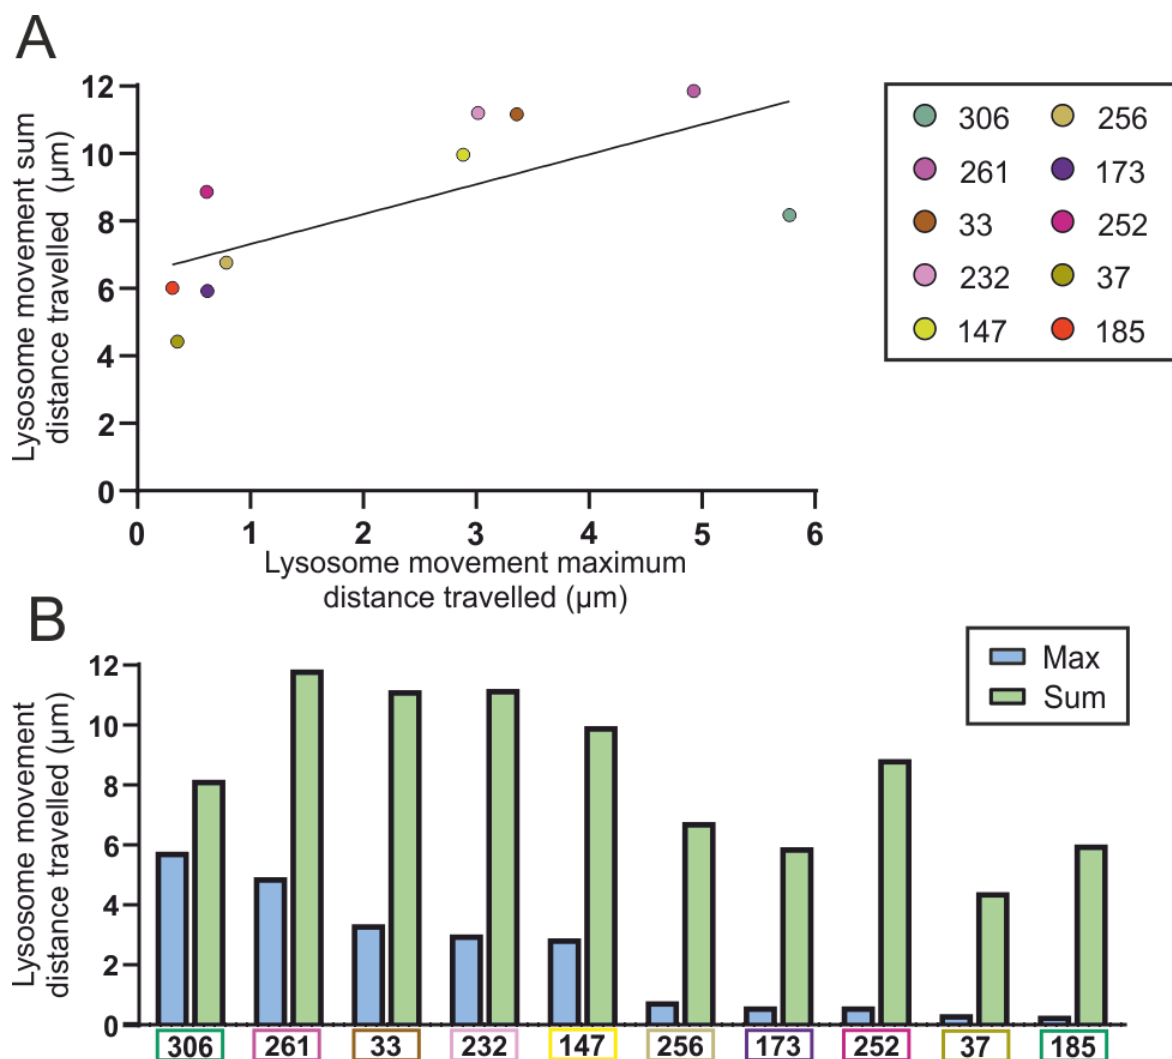 A
Lysosome movement sum
distance travelled (µm)
12
10
8
6
4
2
0
0 1 2 3 4 5 6
Lysosome movement maximum
distance travelled (µm)
306 256
261 173
33 252
232 37
147 185
B
Lysosome movement
distance travelled (µm)
12
10
8
6
4
2
0
Max
Sum
306 261 33 232 147 256 173 252 37 185